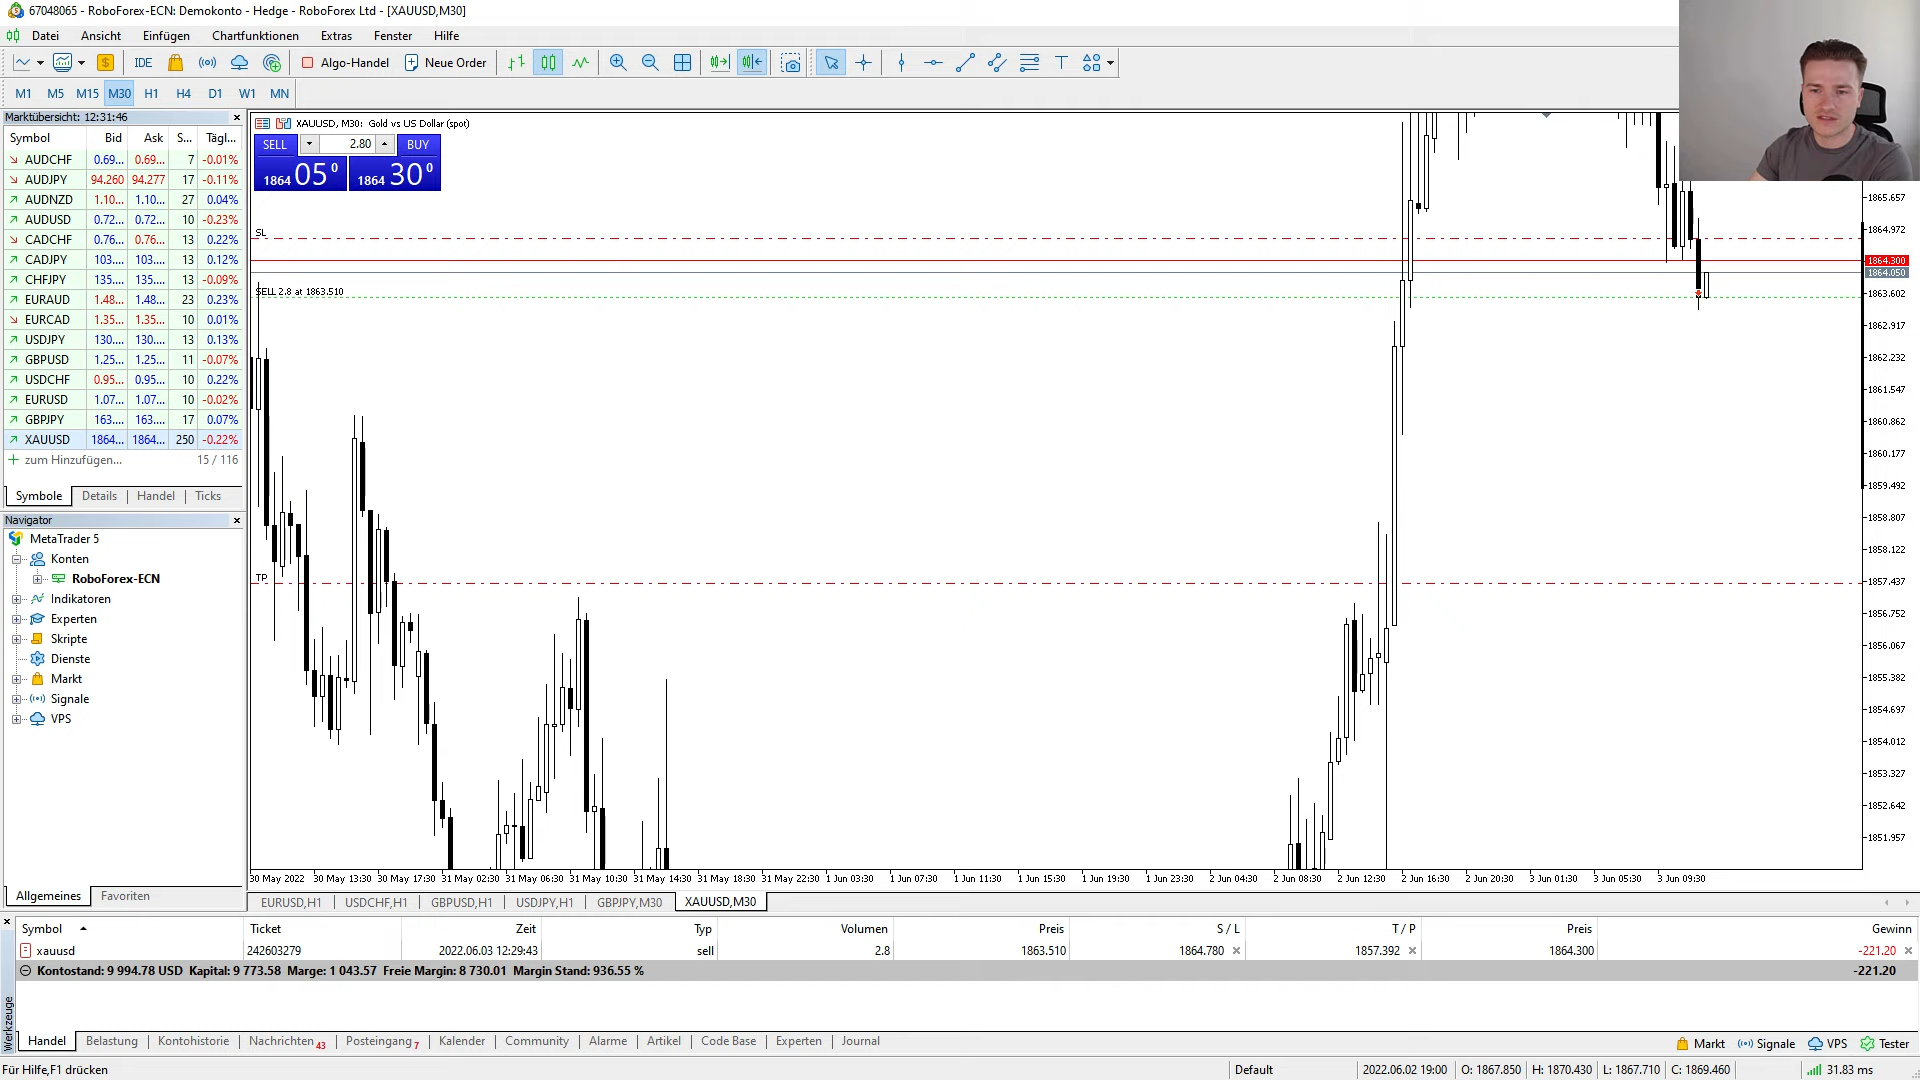 67048065 - RoboForex-ECN: Demokonto - Hedge - RoboForex Ltd - [XAUUSD,M30]
Datei Ansicht Einfügen Chartfunktionen Extras Fenster Hilfe
IDE Algo-Handel Neue Order
M1 M5 M15 M30 H1 H4 D1 W1 MN
Marktübersicht: 12:31:46
Symbol Bid Ask S... Tägl...
AUDCHF 0.69... 0.69... 7 -0.01%
AUDJPY 94.260 94.277 17 -0.11%
AUDNZD 1.10... 1.10... 27 0.04%
AUDUSD 0.72... 0.72... 10 -0.23%
CADCHF 0.76... 0.76... 13 0.22%
CADJPY 103.... 103.... 13 0.12%
CHFJPY 135.... 135.... 13 -0.09%
EURAUD 1.48... 1.48... 23 0.23%
EURCAD 1.35... 1.35... 10 0.01%
USDJPY 130.... 130.... 13 0.13%
GBPUSD 1.25... 1.25... 11 -0.07%
USDCHF 0.95... 0.95... 10 0.22%
EURUSD 1.07... 1.07... 10 -0.02%
GBPJPY 163.... 163.... 17 0.07%
XAUUSD 1864... 1864... 250 -0.22%
zum Hinzufügen... 15 / 116
Symbole Details Handel Ticks
Navigator
MetaTrader 5
Konten
RoboForex-ECN
Indikatoren
Experten
Skripte
Dienste
Markt
Signale
VPS
Allgemeines Favoriten
XAUUSD, M30: Gold vs US Dollar (spot)
SELL 2.80 BUY
1864 05 0 1864 30 0
SL
SELL 2.8 at 1863.510
TP
1865.657
1864.972
1864.300
1864.050
1863.602
1862.917
1862.232
1861.547
1860.862
1860.177
1859.492
1858.807
1858.122
1857.437
1856.752
1856.067
1855.382
1854.697
1854.012
1853.327
1852.642
1851.957
30 May 2022 30 May 13:30 30 May 17:30 31 May 02:30 31 May 06:30 31 May 10:30 31 May 14:30 31 May 18:30 31 May 22:30 1 Jun 03:30 1 Jun 07:30 1 Jun 11:30 1 Jun 15:30 1 Jun 19:30 1 Jun 23:30 2 Jun 04:30 2 Jun 08:30 2 Jun 12:30 2 Jun 16:30 2 Jun 20:30 3 Jun 01:30 3 Jun 05:30 3 Jun 09:30
EURUSD,H1 USDCHF,H1 GBPUSD,H1 USDJPY,H1 GBPJPY,M30 XAUUSD,M30
Symbol Ticket Zeit Typ Volumen Preis S / L T / P Preis Gewinn
xauusd 242603279 2022.06.03 12:29:43 sell 2.8 1863.510 1864.780 1857.392 1864.300 -221.20
Kontostand: 9 994.78 USD Kapital: 9 773.58 Marge: 1 043.57 Freie Margin: 8 730.01 Margin Stand: 936.55 % -221.20
Werkzeuge
Handel Belastung Kontohistorie Nachrichten 43 Posteingang 7 Kalender Community Alarme Artikel Code Base Experten Journal
Markt Signale VPS Tester
Für Hilfe,F1 drücken Default 2022.06.02 19:00 O: 1867.850 H: 1870.430 L: 1867.710 C: 1869.460 31.83 ms